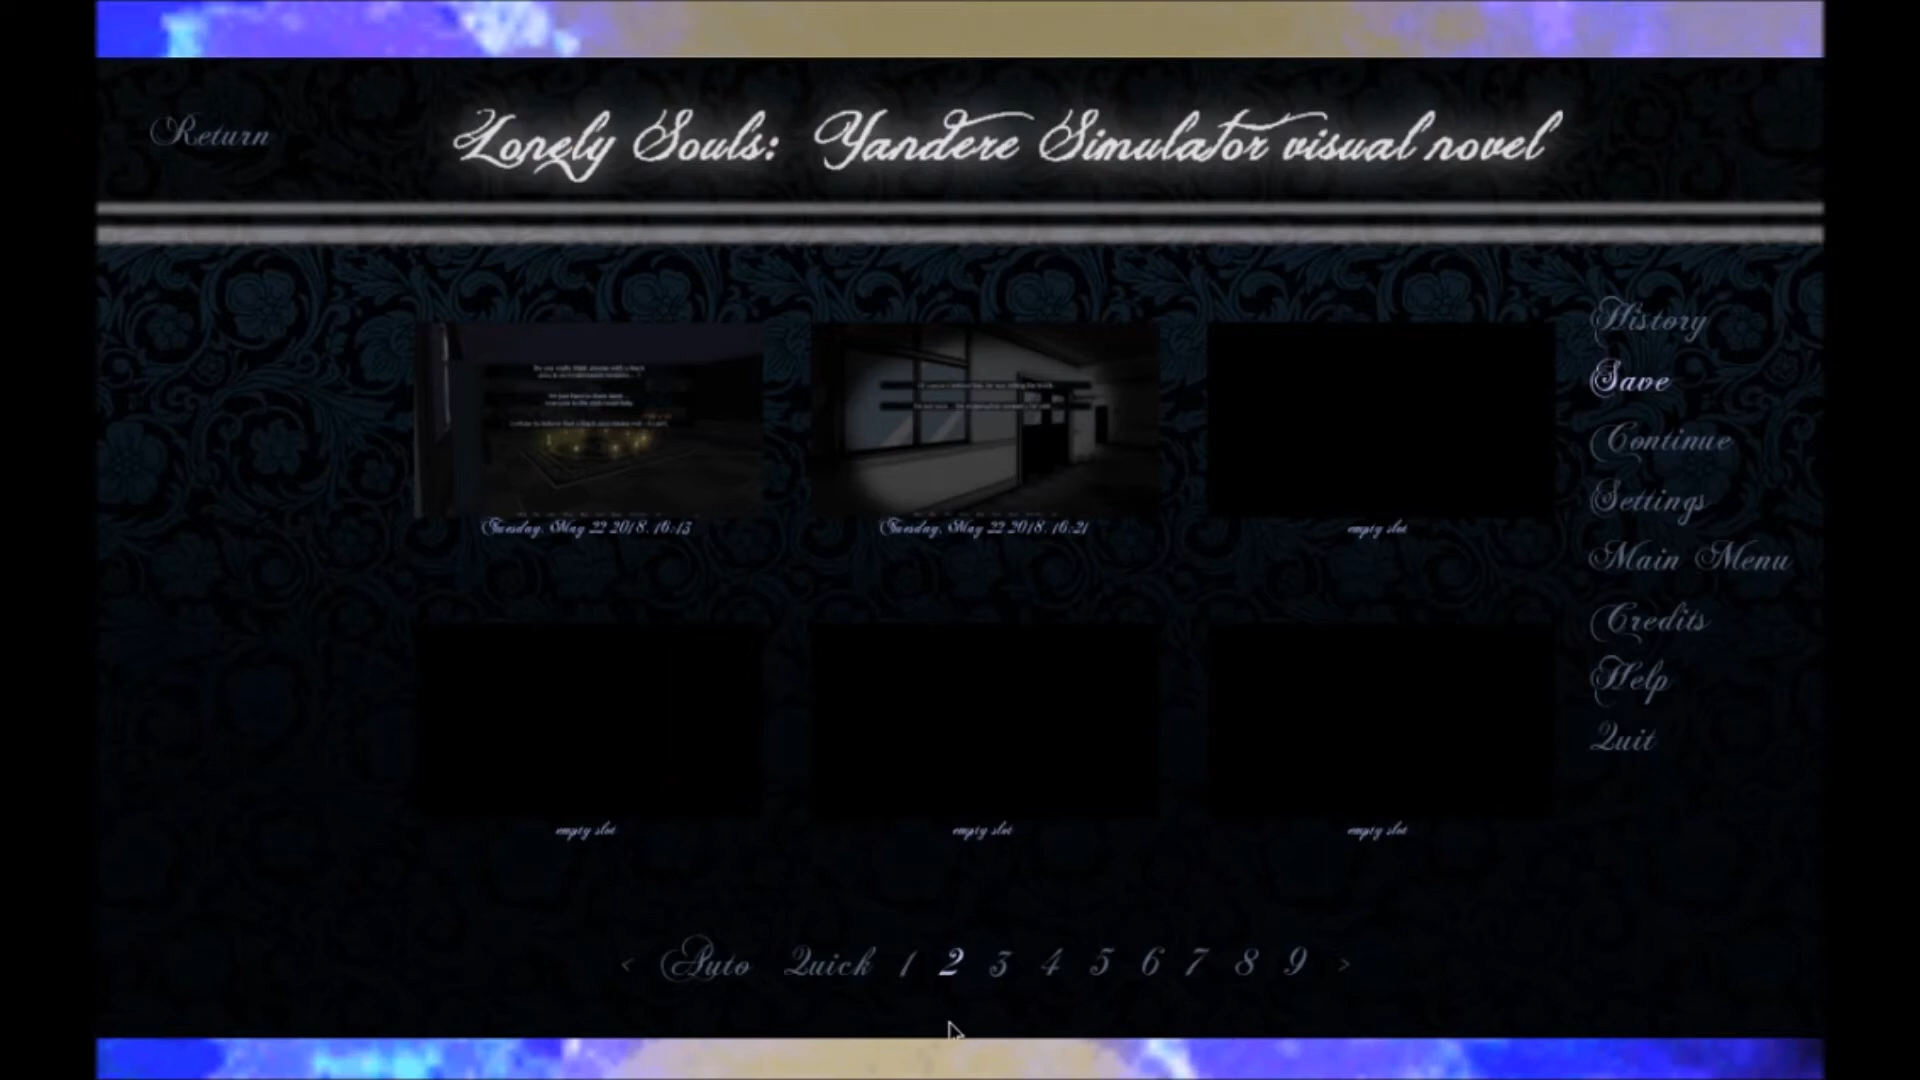 Return
Lonely Souls: Yandere Simulator visual novel
History
Save
Continue
Settings
Main Menu
Credits
Help
Quit
Tuesday, May 22 2018, 16:13
Tuesday, May 22 2018, 16:21
empty slot
empty slot
empty slot
empty slot
< Auto Quick 1 2 3 4 5 6 7 8 9 >